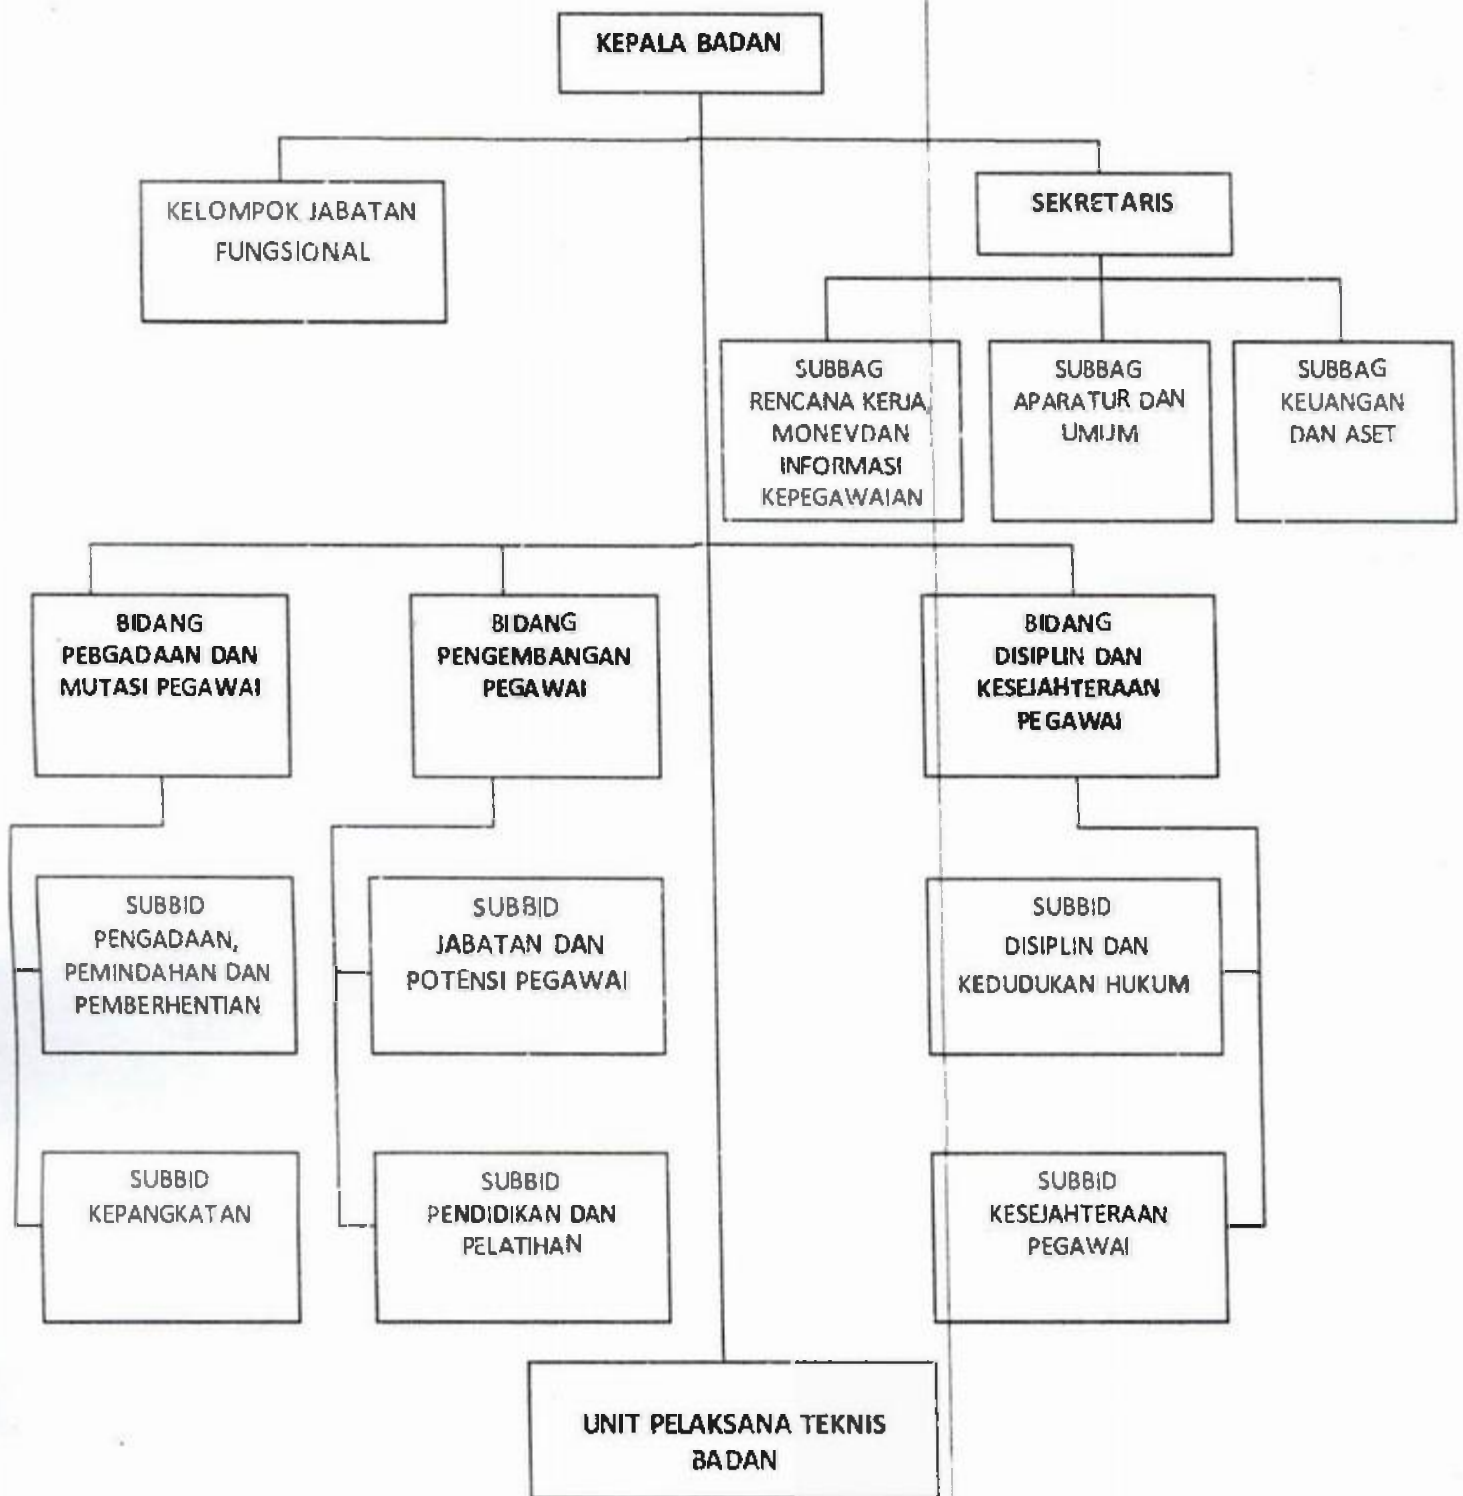 KEPALA BADAN
KELOMPOK JABATAN
FUNGSIONAL
SEKRETARIS
SUBBAG
RENCANA KERJA,
MONEVDAN
INFORMASI
KEPEGAWAIAN
SUBBAG
APARATUR DAN
UMUM
SUBBAG
KEUANGAN
DAN ASET
BIDANG
PEBGADAAN DAN
MUTASI PEGAWAI
BIDANG
PENGEMBANGAN
PEGAWAI
BIDANG
DISIPLIN DAN
KESEJAHTERAAN
PEGAWAI
SUBBID
PENGADAAN,
PEMINDAHAN DAN
PEMBERHENTIAN
SUBBID
JABATAN DAN
POTENSI PEGAWAI
SUBBID
DISIPLIN DAN
KEDUDUKAN HUKUM
SUBBID
KEPANGKATAN
SUBBID
PENDIDIKAN DAN
PELATIHAN
SUBBID
KESEJAHTERAAN
PEGAWAI
UNIT PELAKSANA TEKNIS
BADAN